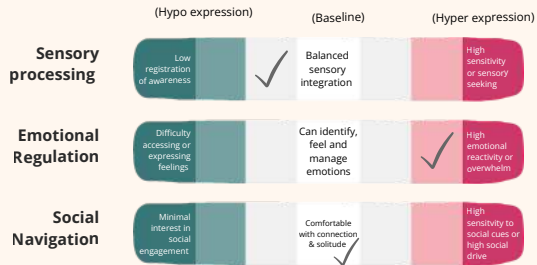 (Hypo expression)
(Baseline)
(Hyper expression)
Sensory
processing
Low
registration
of awareness
Balanced
sensory
integration
High
sensitivity
or sensory
seeking
Emotional
Regulation
Difficulty
accessing or
expressing
feelings
Can identify,
feel and
manage
emotions
High
emotional
reactivity or
overwhelm
Social
Navigation
Minimal
interest in
social
engagement
Comfortable
with connection
& solitude
High
sensitvity to
social cues or
high social
drive